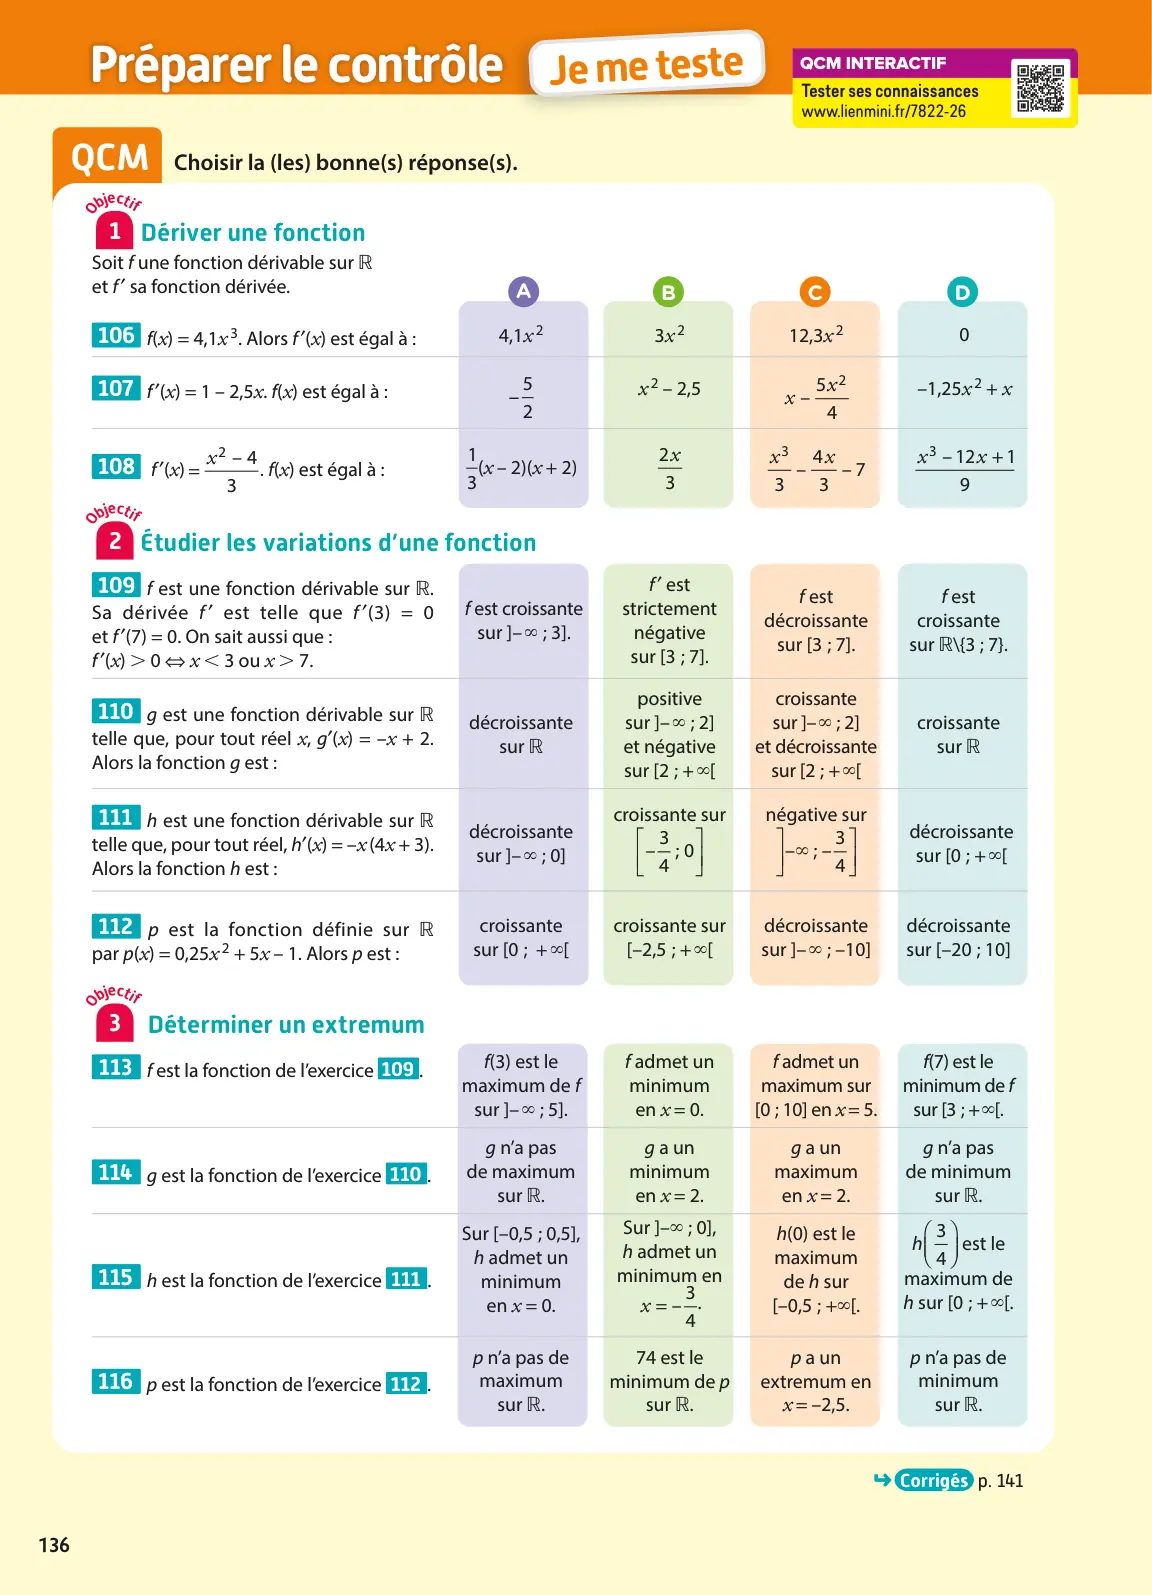 Préparer le contrôle Je me teste
QCM INTERACTIF
Tester ses connaissances
www.lienmini.fr/7822-26
QCM Choisir la (les) bonne(s) réponse(s).
Objectif
1 Dériver une fonction
Soit f une fonction dérivable sur ℝ
et f′ sa fonction dérivée.
A B C D
106 f(x) = 4,1x³. Alors f′(x) est égal à : 4,1x² 3x² 12,3x² 0
107 f′(x) = 1 – 2,5x. f(x) est égal à : –5/2 x² – 2,5 x – 5x²/4 –1,25x² + x
108 f′(x) = (x² – 4)/3. f(x) est égal à : 1/3(x – 2)(x + 2) 2x/3 x³/3 – 4x/3 – 7 (x³ – 12x + 1)/9
Objectif
2 Étudier les variations d’une fonction
109 f est une fonction dérivable sur ℝ.
Sa dérivée f′ est telle que f′(3) = 0
et f′(7) = 0. On sait aussi que :
f′(x) > 0 ⇔ x < 3 ou x > 7.
f est croissante
sur ]–∞ ; 3].
f′ est
strictement
négative
sur [3 ; 7].
f est
décroissante
sur [3 ; 7].
f est
croissante
sur ℝ\{3 ; 7}.
110 g est une fonction dérivable sur ℝ
telle que, pour tout réel x, g′(x) = –x + 2.
Alors la fonction g est :
décroissante
sur ℝ
positive
sur ]–∞ ; 2]
et négative
sur [2 ; +∞[
croissante
sur ]–∞ ; 2]
et décroissante
sur [2 ; +∞[
croissante
sur ℝ
111 h est une fonction dérivable sur ℝ
telle que, pour tout réel, h′(x) = –x(4x + 3).
Alors la fonction h est :
décroissante
sur ]–∞ ; 0]
croissante sur
[–3/4 ; 0]
négative sur
]–∞ ; –3/4]
décroissante
sur [0 ; +∞[
112 p est la fonction définie sur ℝ
par p(x) = 0,25x² + 5x – 1. Alors p est :
croissante
sur [0 ; +∞[
croissante sur
[–2,5 ; +∞[
décroissante
sur ]–∞ ; –10]
décroissante
sur [–20 ; 10]
Objectif
3 Déterminer un extremum
113 f est la fonction de l’exercice 109.
f(3) est le
maximum de f
sur ]–∞ ; 5].
f admet un
minimum
en x = 0.
f admet un
maximum sur
[0 ; 10] en x = 5.
f(7) est le
minimum de f
sur [3 ; +∞[.
114 g est la fonction de l’exercice 110.
g n’a pas
de maximum
sur ℝ.
g a un
minimum
en x = 2.
g a un
maximum
en x = 2.
g n’a pas
de minimum
sur ℝ.
115 h est la fonction de l’exercice 111.
Sur [–0,5 ; 0,5],
h admet un
minimum
en x = 0.
Sur ]–∞ ; 0],
h admet un
minimum en
x = –3/4.
h(0) est le
maximum
de h sur
[–0,5 ; +∞[.
h(3/4) est le
maximum de
h sur [0 ; +∞[.
116 p est la fonction de l’exercice 112.
p n’a pas de
maximum
sur ℝ.
74 est le
minimum de p
sur ℝ.
p a un
extremum en
x = –2,5.
p n’a pas de
minimum
sur ℝ.
Corrigés p. 141
136